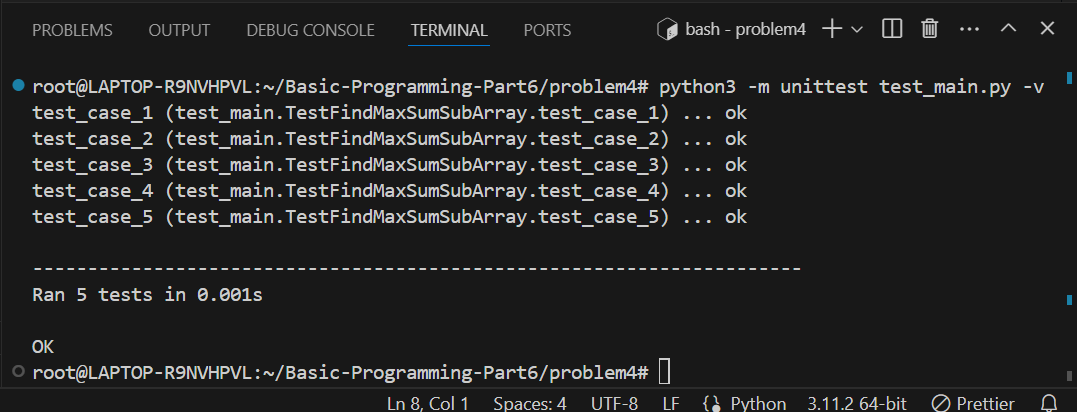 PROBLEMS OUTPUT DEBUG CONSOLE TERMINAL PORTS bash - problem4
root@LAPTOP-R9NVHPVL:~/Basic-Programming-Part6/problem4# python3 -m unittest test_main.py -v
test_case_1 (test_main.TestFindMaxSumSubArray.test_case_1) ... ok
test_case_2 (test_main.TestFindMaxSumSubArray.test_case_2) ... ok
test_case_3 (test_main.TestFindMaxSumSubArray.test_case_3) ... ok
test_case_4 (test_main.TestFindMaxSumSubArray.test_case_4) ... ok
test_case_5 (test_main.TestFindMaxSumSubArray.test_case_5) ... ok
----------------------------------------------------------------------
Ran 5 tests in 0.001s
OK
root@LAPTOP-R9NVHPVL:~/Basic-Programming-Part6/problem4#
Ln 8, Col 1 Spaces: 4 UTF-8 LF Python 3.11.2 64-bit Prettier